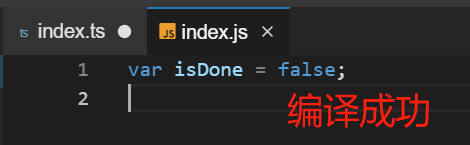 TS index.ts
JS index.js
1 var isDone = false;
2
编译成功